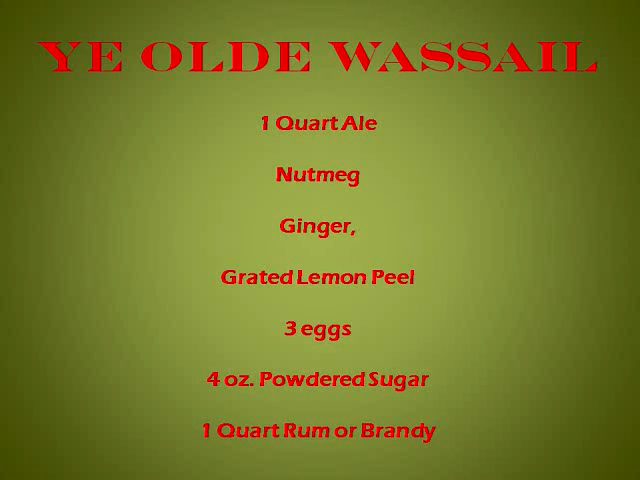 YE OLDE WASSAIL
1 Quart Ale
Nutmeg
Ginger,
Grated Lemon Peel
3 eggs
4 oz. Powdered Sugar
1 Quart Rum or Brandy